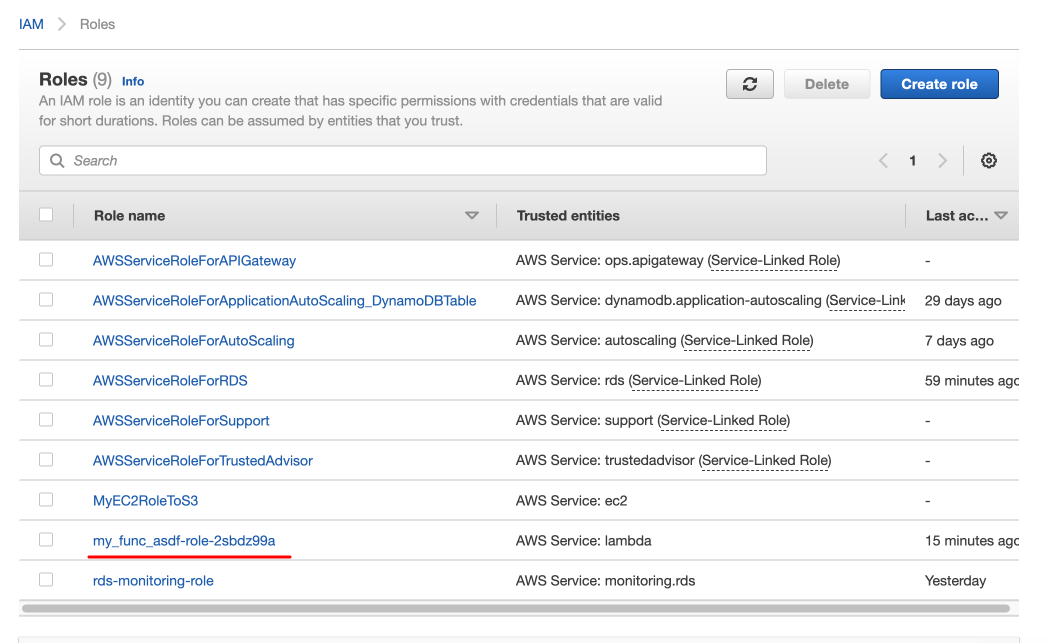 IAM > Roles
Roles (9) Info
An IAM role is an identity you can create that has specific permissions with credentials that are valid
for short durations. Roles can be assumed by entities that you trust.
Delete
Create role
Search
1
Role name Trusted entities Last ac...
AWSServiceRoleForAPIGateway AWS Service: ops.apigateway (Service-Linked Role) -
AWSServiceRoleForApplicationAutoScaling_DynamoDBTable AWS Service: dynamodb.application-autoscaling (Service-Link 29 days ago
AWSServiceRoleForAutoScaling AWS Service: autoscaling (Service-Linked Role) 7 days ago
AWSServiceRoleForRDS AWS Service: rds (Service-Linked Role) 59 minutes ago
AWSServiceRoleForSupport AWS Service: support (Service-Linked Role) -
AWSServiceRoleForTrustedAdvisor AWS Service: trustedadvisor (Service-Linked Role) -
MyEC2RoleToS3 AWS Service: ec2 -
my_func_asdf-role-2sbdz99a AWS Service: lambda 15 minutes ago
rds-monitoring-role AWS Service: monitoring.rds Yesterday